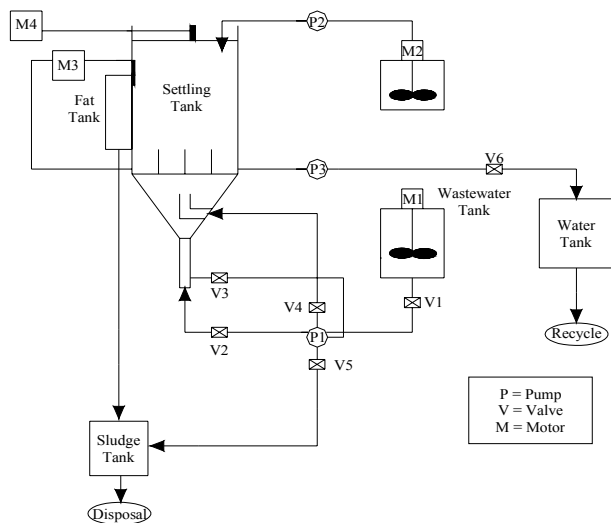 M4
P2
M2
M3
Fat
Tank
Settling
Tank
P3
V6
M1
Wastewater
Tank
Water
Tank
V3
V4
V1
V2
P1
V5
Recycle
P = Pump
V = Valve
M = Motor
Sludge
Tank
Disposal